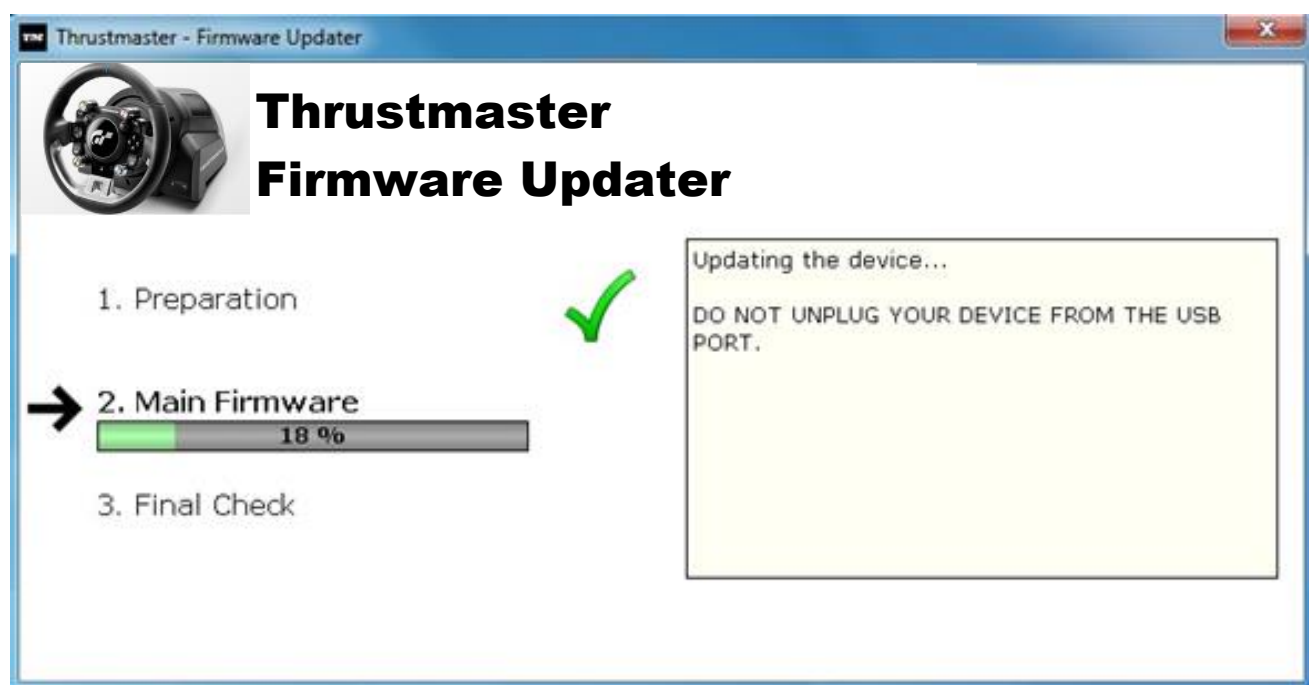 Thrustmaster - Firmware Updater
Thrustmaster
Firmware Updater
1. Preparation
2. Main Firmware
18 %
3. Final Check
Updating the device...
DO NOT UNPLUG YOUR DEVICE FROM THE USB
PORT.